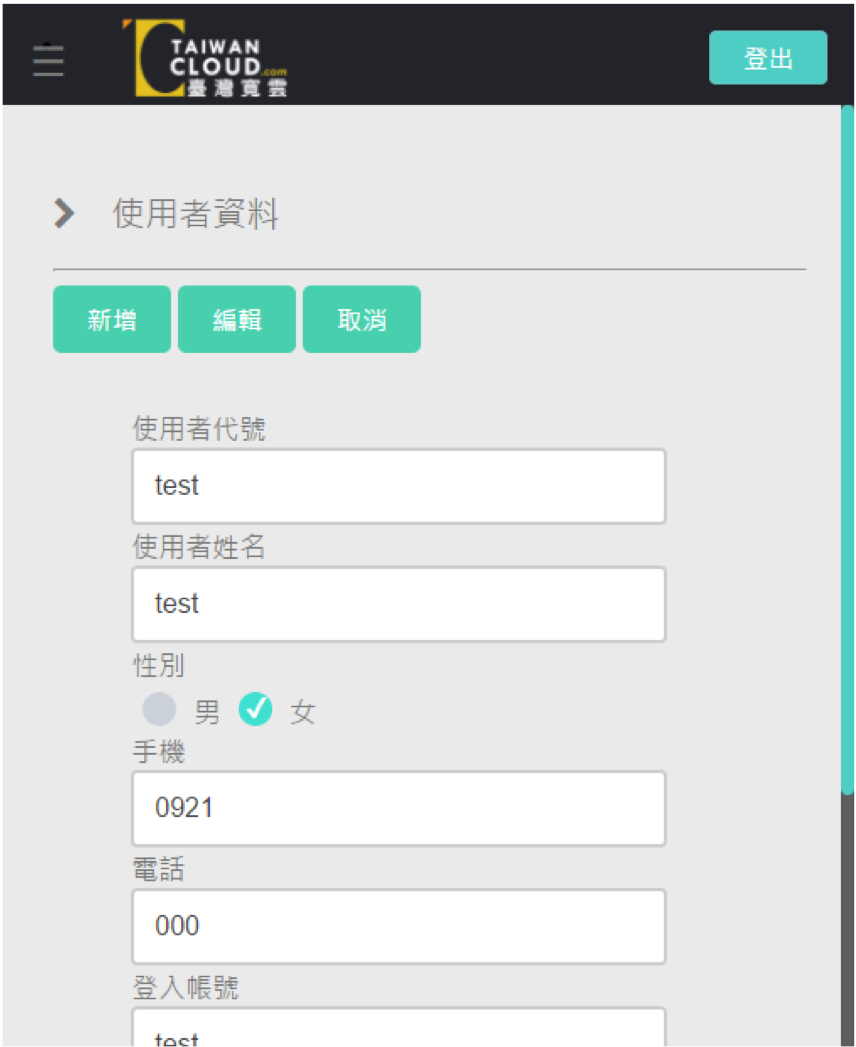 TAIWAN
CLOUD.com
臺灣寬雲
登出
使用者資料
新增 編輯 取消
使用者代號
test
使用者姓名
test
性別
男 女
手機
0921
電話
000
登入帳號
test